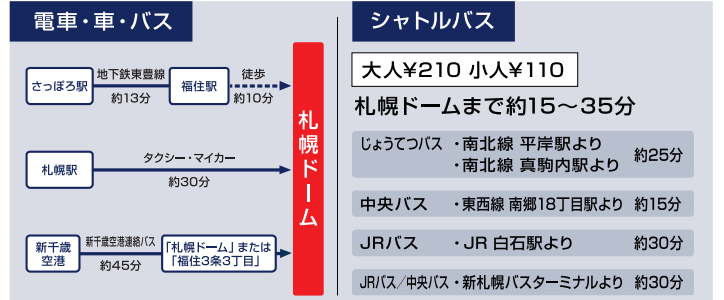 電車・車・バス
さっぽろ駅
地下鉄東豊線
約13分
福住駅
徒歩
約10分
札幌駅
タクシー・マイカー
約30分
新千歳
空港
新千歳空港連絡バス
約45分
「札幌ドーム」または
「福住3条3丁目」
札幌ドーム
シャトルバス
大人¥210 小人¥110
札幌ドームまで約15〜35分
じょうてつバス ・南北線 平岸駅より
・南北線 真駒内駅より 約25分
中央バス ・東西線 南郷18丁目駅より 約15分
JRバス ・JR 白石駅より 約30分
JRバス/中央バス・新札幌バスターミナルより 約30分